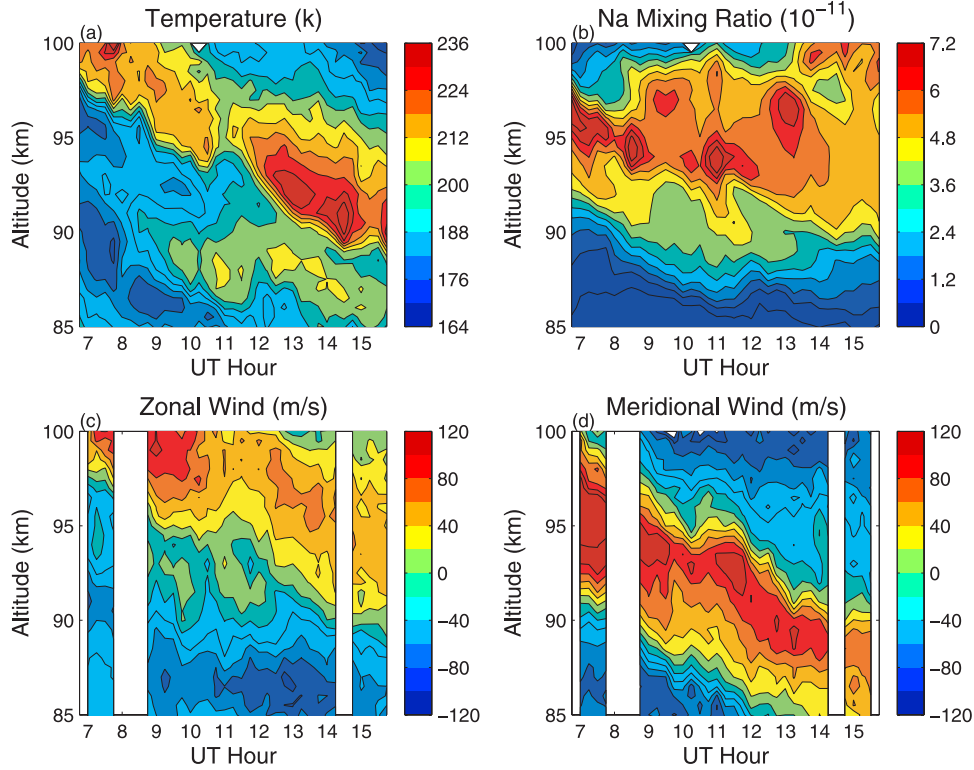 Temperature (k)
(a)
100
95
90
85
Altitude (km)
7 8 9 10 11 12 13 14 15
UT Hour
236
224
212
200
188
176
164
Na Mixing Ratio (10⁻¹¹)
(b)
100
95
90
85
Altitude (km)
7 8 9 10 11 12 13 14 15
UT Hour
7.2
6
4.8
3.6
2.4
1.2
0
Zonal Wind (m/s)
(c)
100
95
90
85
Altitude (km)
7 8 9 10 11 12 13 14 15
UT Hour
120
80
40
0
−40
−80
−120
Meridional Wind (m/s)
(d)
100
95
90
85
Altitude (km)
7 8 9 10 11 12 13 14 15
UT Hour
120
80
40
0
−40
−80
−120